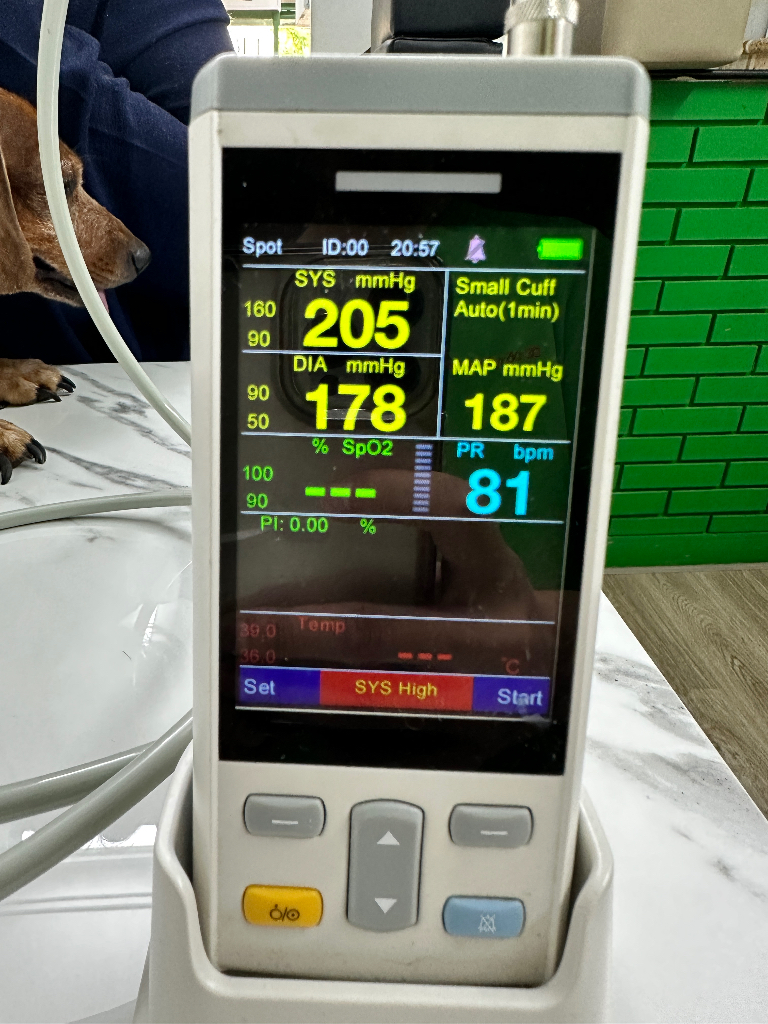 Spot ID:00 20:57
SYS mmHg
160
90
205
Small Cuff
Auto(1min)
DIA mmHg
90
50
178
MAP mmHg
187
% SpO2
100
90
---
PR bpm
81
PI: 0.00 %
Temp
39.0
36.0
---
°C
Set SYS High Start